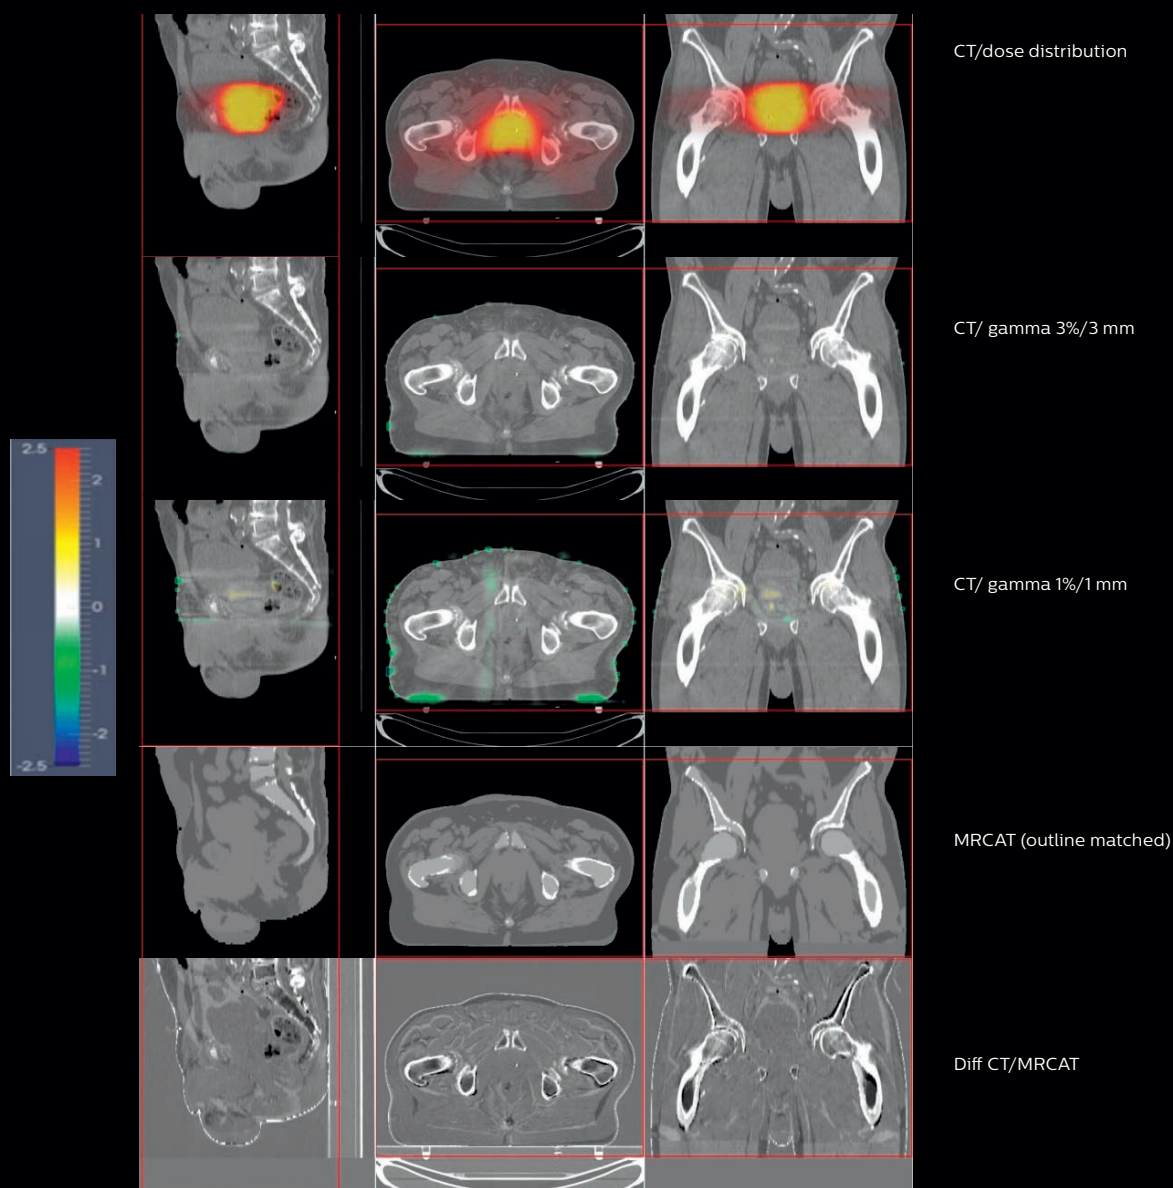 CT/dose distribution
CT/ gamma 3%/3 mm
2.5
2
1
0
-1
-2
-2.5
CT/ gamma 1%/1 mm
MRCAT (outline matched)
Diff CT/MRCAT